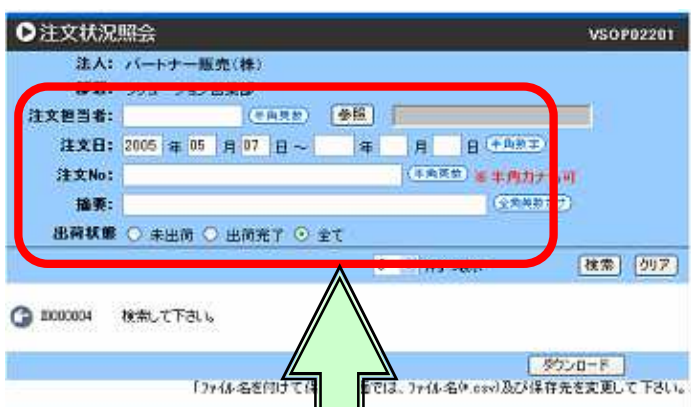 注文状況照会 VSOP02201
法人: パートナー販売(株)
注文担当者: 半角英数 参照
注文日: 2005 年 05 月 07 日 ~ 年 月 日 半角数字
注文No: 半角英数 ※半角カナも可
摘要:
出荷状態 未出荷 出荷完了 全て
検索 クリア
検索して下さい。
ダウンロード
「ファイル名を付けて保 では、ファイル名(*.csv)及び保存先を変更して下さい。